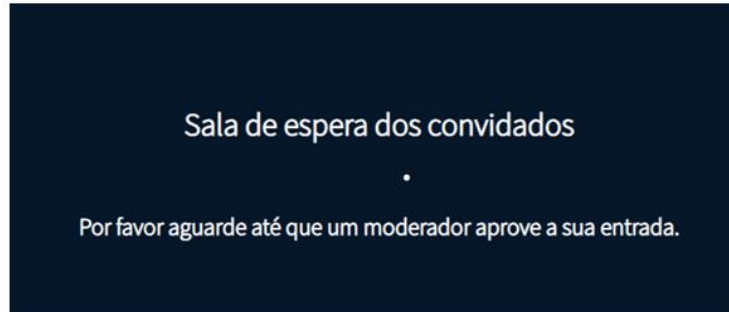 Sala de espera dos convidados
Por favor aguarde até que um moderador aprove a sua entrada.